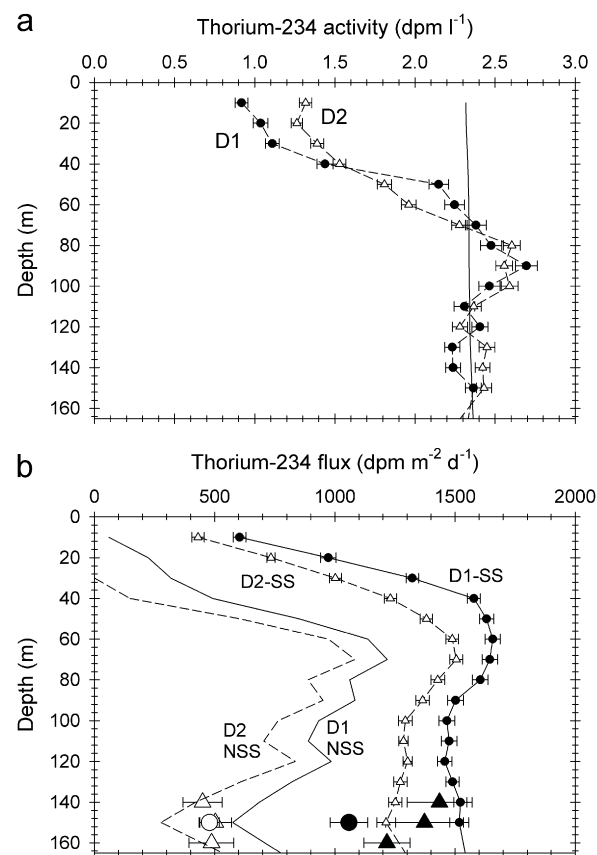 a
Thorium-234 activity (dpm l⁻¹)
0.0 0.5 1.0 1.5 2.0 2.5 3.0
0
20
40
60
80
100
120
140
160
Depth (m)
D1
D2
b
Thorium-234 flux (dpm m⁻² d⁻¹)
0 500 1000 1500 2000
0
20
40
60
80
100
120
140
160
Depth (m)
D2-SS
D1-SS
D2
NSS
D1
NSS